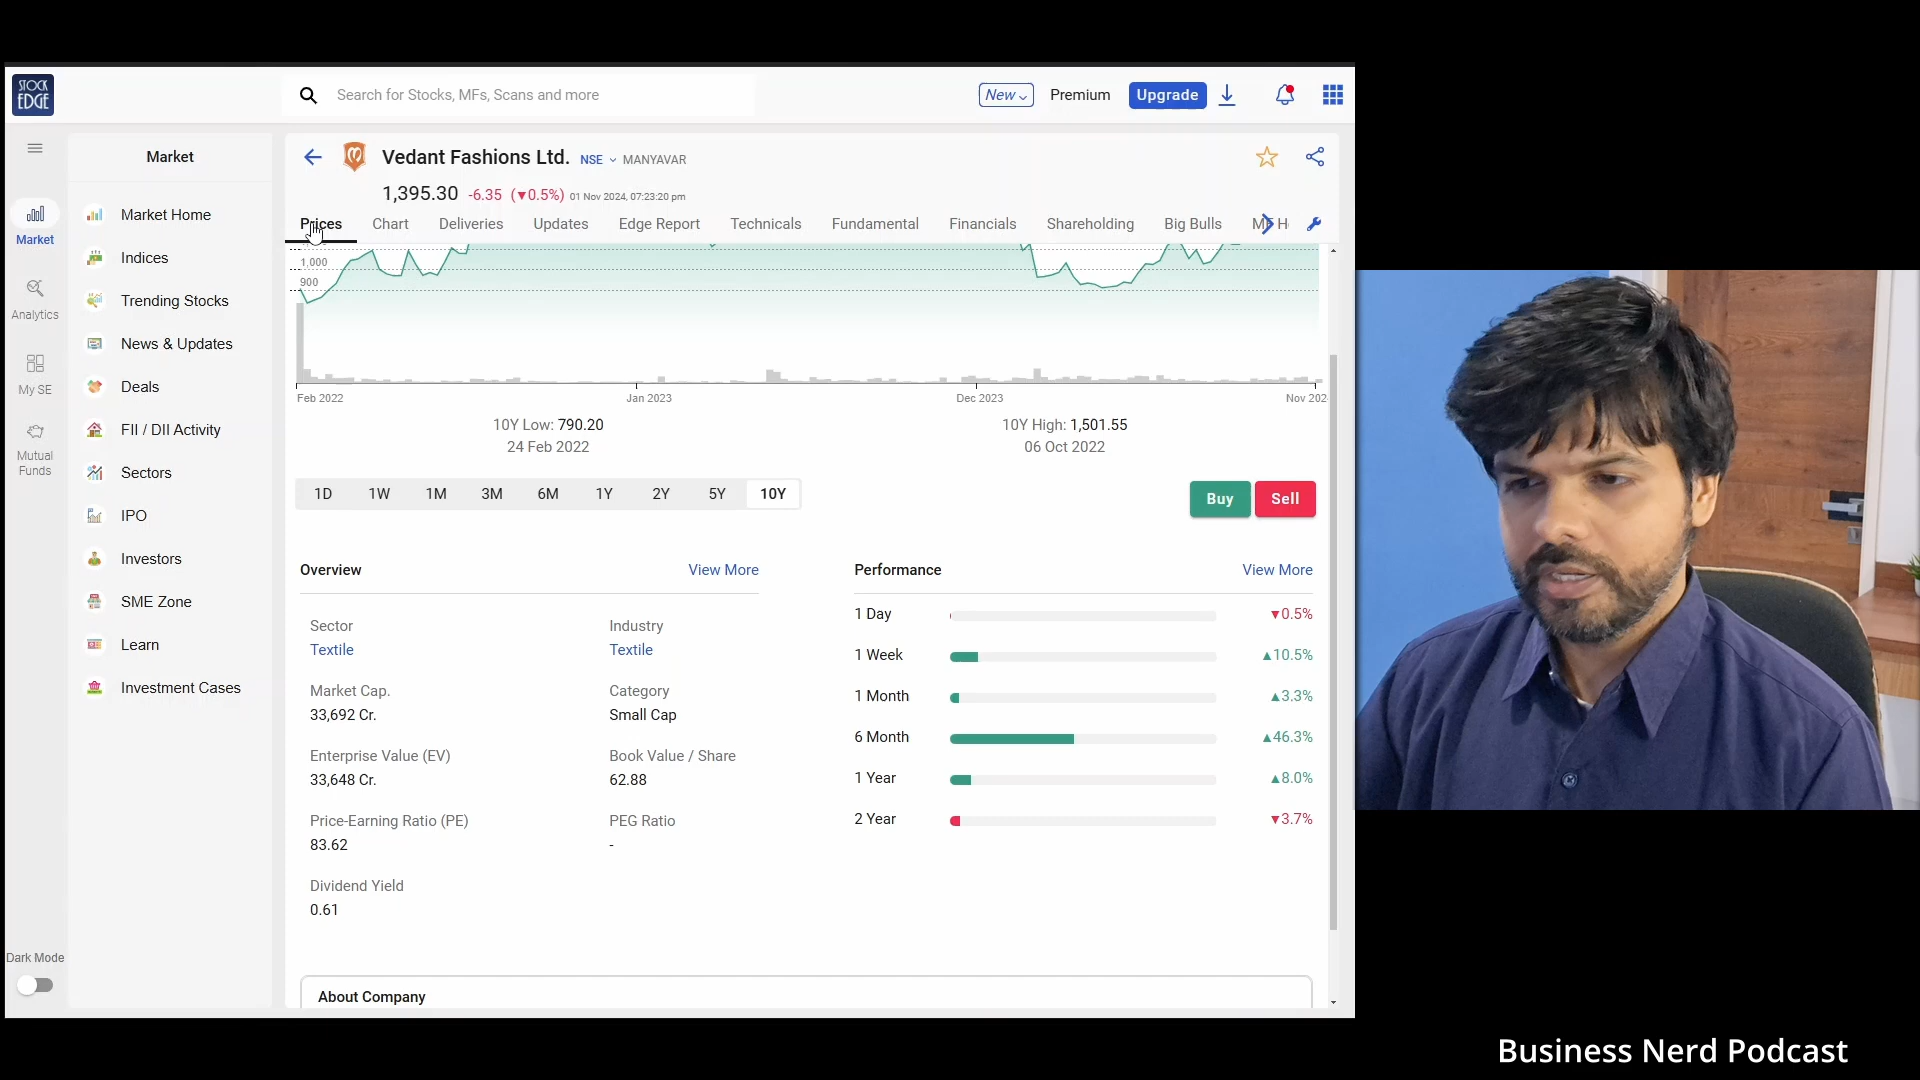 STOCK
EDGE
Search for Stocks, MFs, Scans and more
New
Premium
Upgrade
Market
Analytics
My SE
Mutual
Funds
Dark Mode
Market
Market Home
Indices
Trending Stocks
News & Updates
Deals
FII / DII Activity
Sectors
IPO
Investors
SME Zone
Learn
Investment Cases
Vedant Fashions Ltd. NSE MANYAVAR
1,395.30 -6.35 (▼0.5%) 01 Nov 2024, 07:23:20 pm
Prices Chart Deliveries Updates Edge Report Technicals Fundamental Financials Shareholding Big Bulls
1,000
900
Feb 2022 Jan 2023 Dec 2023 Nov 202
10Y Low: 790.20
24 Feb 2022
10Y High: 1,501.55
06 Oct 2022
1D 1W 1M 3M 6M 1Y 2Y 5Y 10Y
Buy Sell
Overview View More
Sector Industry
Textile Textile
Market Cap. Category
33,692 Cr. Small Cap
Enterprise Value (EV) Book Value / Share
33,648 Cr. 62.88
Price-Earning Ratio (PE) PEG Ratio
83.62 -
Dividend Yield
0.61
Performance View More
1 Day ▼0.5%
1 Week ▲10.5%
1 Month ▲3.3%
6 Month ▲46.3%
1 Year ▲8.0%
2 Year ▼3.7%
About Company
Business Nerd Podcast